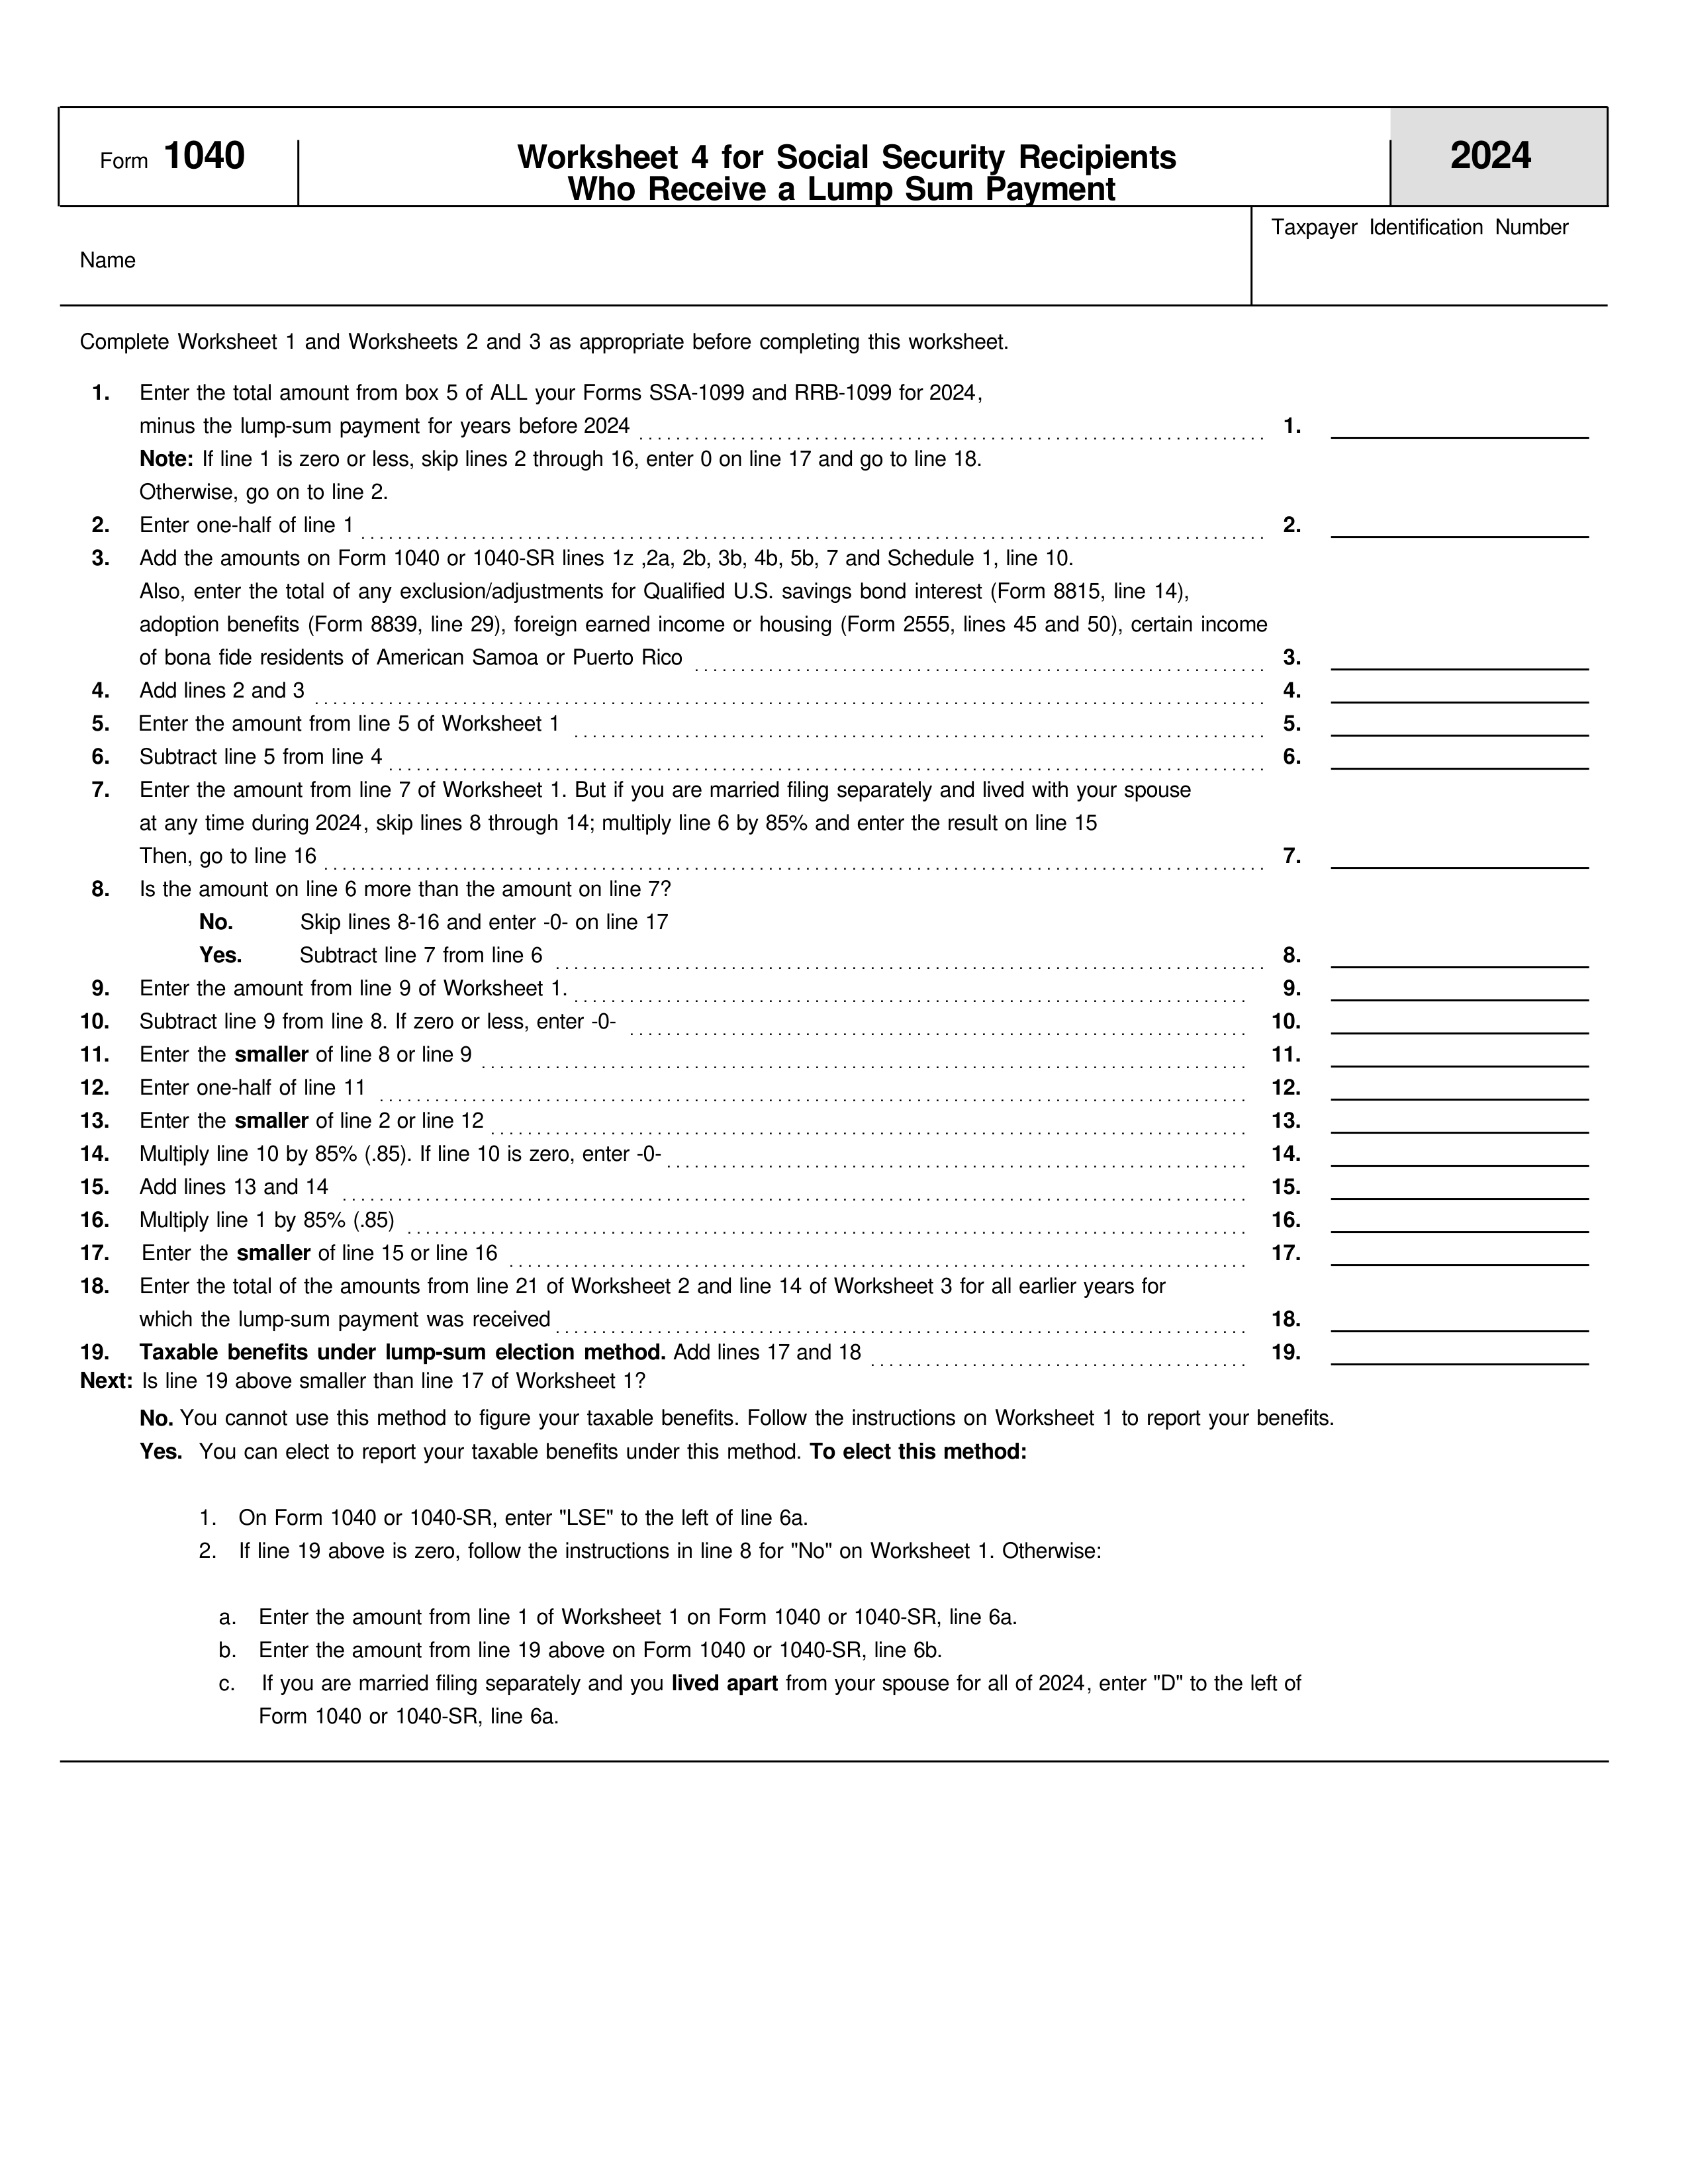 Form 1040
Worksheet 4 for Social Security Recipients
Who Receive a Lump Sum Payment
2024
Taxpayer Identification Number
Name
Complete Worksheet 1 and Worksheets 2 and 3 as appropriate before completing this worksheet.
1. Enter the total amount from box 5 of ALL your Forms SSA-1099 and RRB-1099 for 2024,
minus the lump-sum payment for years before 2024 1.
Note: If line 1 is zero or less, skip lines 2 through 16, enter 0 on line 17 and go to line 18.
Otherwise, go on to line 2.
2. Enter one-half of line 1 2.
3. Add the amounts on Form 1040 or 1040-SR lines 1z ,2a, 2b, 3b, 4b, 5b, 7 and Schedule 1, line 10.
Also, enter the total of any exclusion/adjustments for Qualified U.S. savings bond interest (Form 8815, line 14),
adoption benefits (Form 8839, line 29), foreign earned income or housing (Form 2555, lines 45 and 50), certain income
of bona fide residents of American Samoa or Puerto Rico 3.
4. Add lines 2 and 3 4.
5. Enter the amount from line 5 of Worksheet 1 5.
6. Subtract line 5 from line 4 6.
7. Enter the amount from line 7 of Worksheet 1. But if you are married filing separately and lived with your spouse
at any time during 2024, skip lines 8 through 14; multiply line 6 by 85% and enter the result on line 15
Then, go to line 16 7.
8. Is the amount on line 6 more than the amount on line 7?
No. Skip lines 8-16 and enter -0- on line 17
Yes. Subtract line 7 from line 6 8.
9. Enter the amount from line 9 of Worksheet 1. 9.
10. Subtract line 9 from line 8. If zero or less, enter -0- 10.
11. Enter the smaller of line 8 or line 9 11.
12. Enter one-half of line 11 12.
13. Enter the smaller of line 2 or line 12 13.
14. Multiply line 10 by 85% (.85). If line 10 is zero, enter -0- 14.
15. Add lines 13 and 14 15.
16. Multiply line 1 by 85% (.85) 16.
17. Enter the smaller of line 15 or line 16 17.
18. Enter the total of the amounts from line 21 of Worksheet 2 and line 14 of Worksheet 3 for all earlier years for
which the lump-sum payment was received 18.
19. Taxable benefits under lump-sum election method. Add lines 17 and 18 19.
Next: Is line 19 above smaller than line 17 of Worksheet 1?
No. You cannot use this method to figure your taxable benefits. Follow the instructions on Worksheet 1 to report your benefits.
Yes. You can elect to report your taxable benefits under this method. To elect this method:
1. On Form 1040 or 1040-SR, enter "LSE" to the left of line 6a.
2. If line 19 above is zero, follow the instructions in line 8 for "No" on Worksheet 1. Otherwise:
a. Enter the amount from line 1 of Worksheet 1 on Form 1040 or 1040-SR, line 6a.
b. Enter the amount from line 19 above on Form 1040 or 1040-SR, line 6b.
c. If you are married filing separately and you lived apart from your spouse for all of 2024, enter "D" to the left of
Form 1040 or 1040-SR, line 6a.